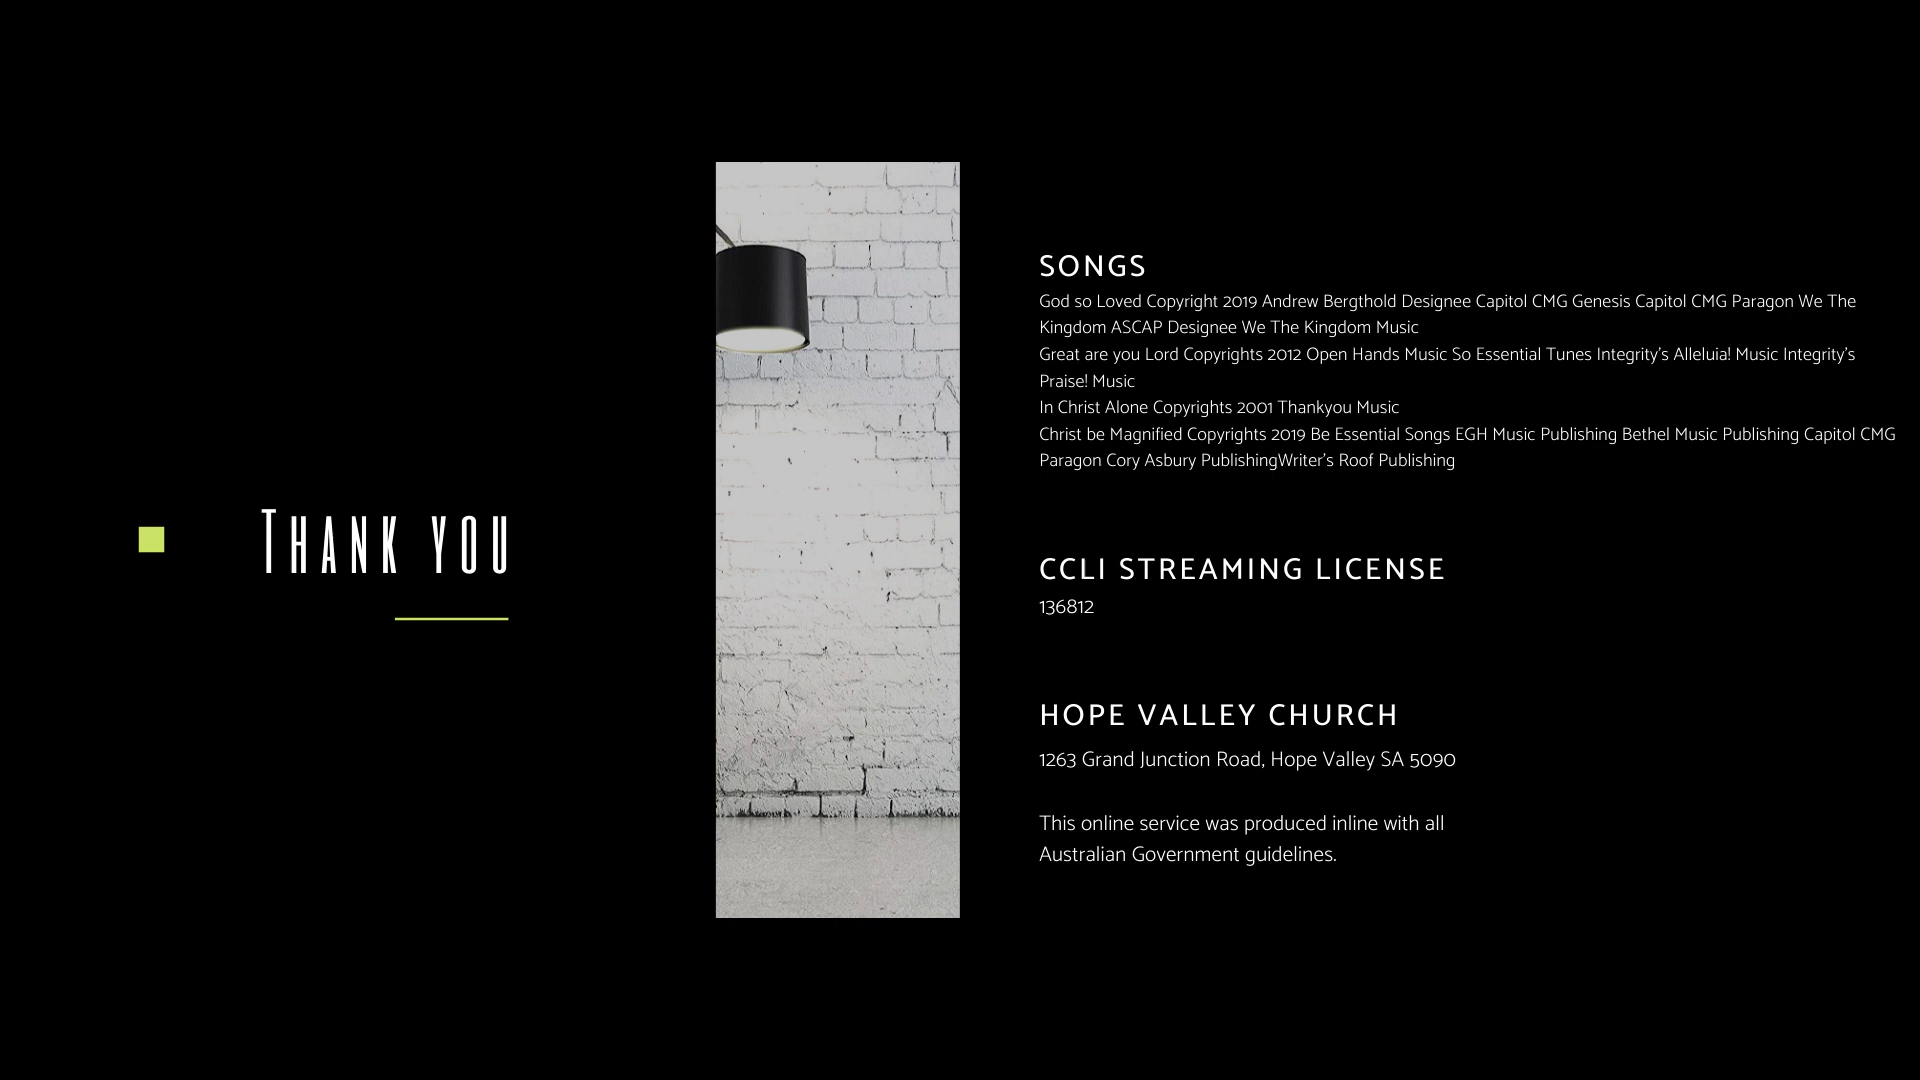 Thank you
SONGS
God so Loved Copyright 2019 Andrew Bergthold Designee Capitol CMG Genesis Capitol CMG Paragon We The
Kingdom ASCAP Designee We The Kingdom Music
Great are you Lord Copyrights 2012 Open Hands Music So Essential Tunes Integrity's Alleluia! Music Integrity's
Praise! Music
In Christ Alone Copyrights 2001 Thankyou Music
Christ be Magnified Copyrights 2019 Be Essential Songs EGH Music Publishing Bethel Music Publishing Capitol CMG
Paragon Cory Asbury PublishingWriter's Roof Publishing
CCLI STREAMING LICENSE
136812
HOPE VALLEY CHURCH
1263 Grand Junction Road, Hope Valley SA 5090
This online service was produced inline with all
Australian Government guidelines.